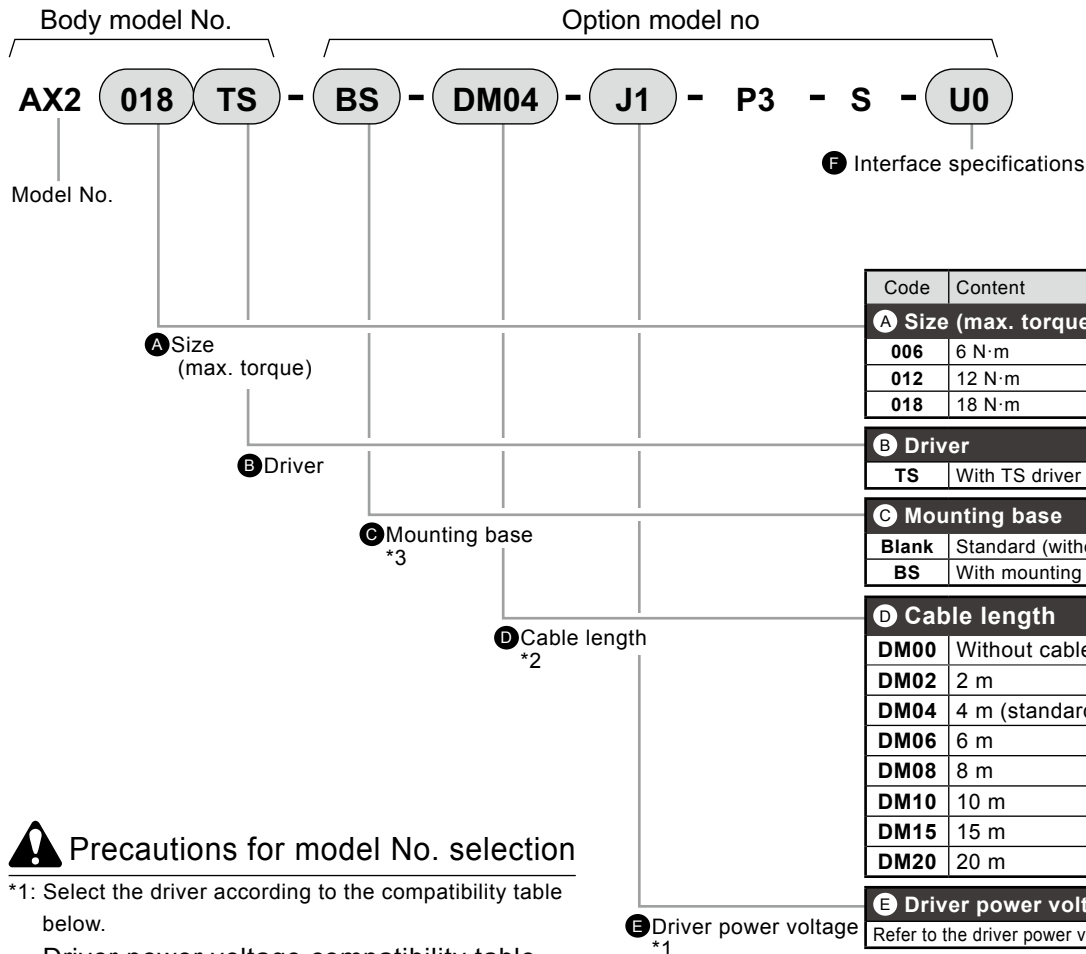 Body model No.
Option model no
AX2 018 TS - BS - DM04 - J1 - P3 - S - U0
Model No.
F Interface specifications
A Size
(max. torque)
B Driver
C Mounting base
*3
D Cable length
*2
E Driver power voltage
*1
Code Content
A Size (max. torque
006 6 N·m
012 12 N·m
018 18 N·m
B Driver
TS With TS driver
C Mounting base
Blank Standard
BS With mounting
D Cable length
DM00 Without cable
DM02 2 m
DM04 4 m
DM06 6 m
DM08 8 m
DM10 10 m
DM15 15 m
DM20 20 m
E Driver power
Refer to the driver power
Precautions for model No. selection
*1: Select the driver according to the compatibility table
below.
Driver power voltage compatibility table